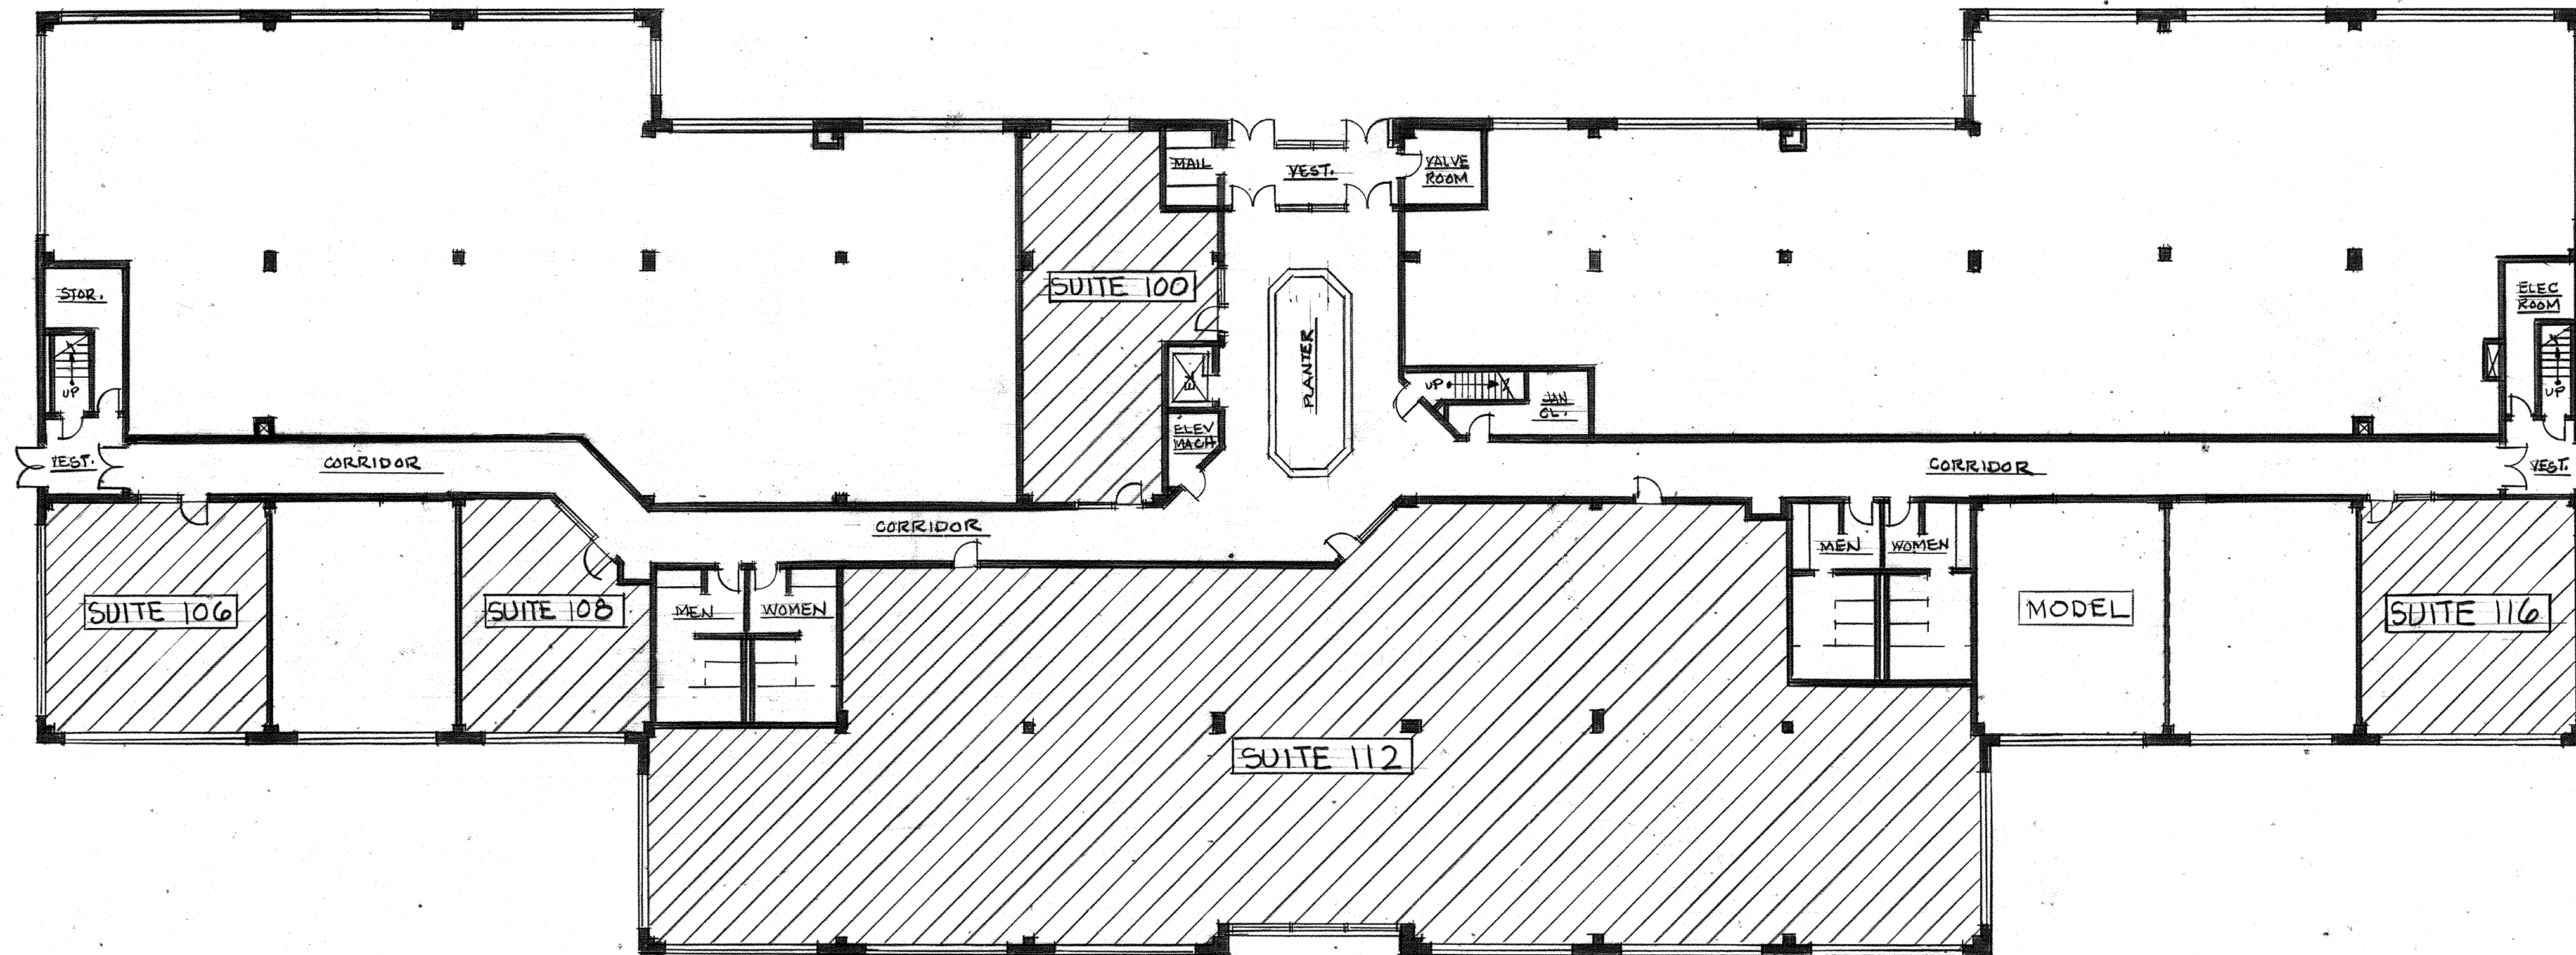 MAIL
VEST.
VALVE
ROOM
SUITE 100
STOR.
UP
PLANTER
ELEC
ROOM
UP
UP
JAN
CL.
ELEV
MACH
VEST.
CORRIDOR
CORRIDOR
VEST.
CORRIDOR
MEN
WOMEN
SUITE 106
SUITE 108
MEN
WOMEN
MODEL
SUITE 116
SUITE 112